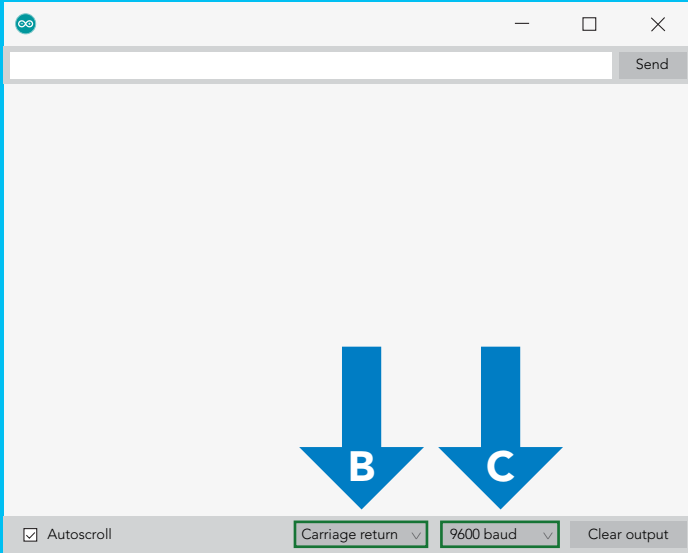 Send
B
C
Autoscroll
Carriage return
9600 baud
Clear output